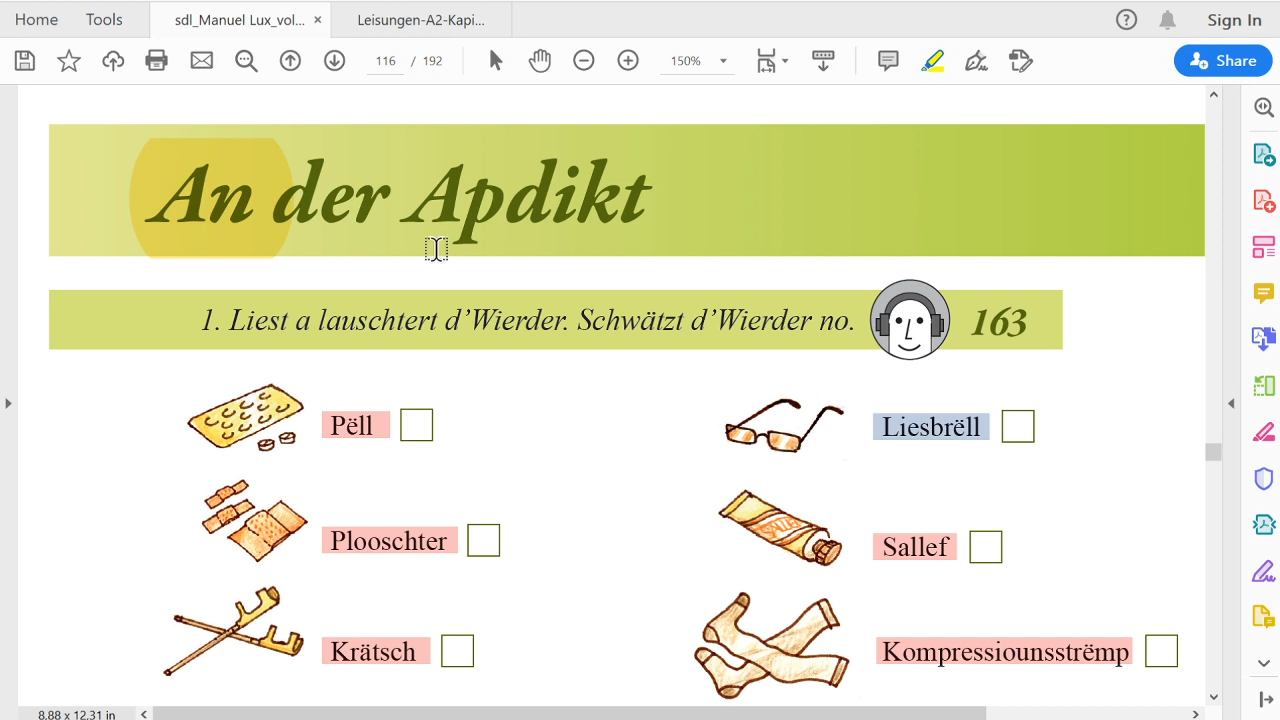 Home Tools sdl_Manuel Lux_vol... × Leisungen-A2-Kapi... Sign In
116 / 192 150% Share
An der Apdikt
1. Liest a lauschtert d'Wierder. Schwätzt d'Wierder no. 163
Pëll Liesbrëll
Plooschter Sallef
Krätsch Kompressiounsstrëmp
8.88 x 12.31 in